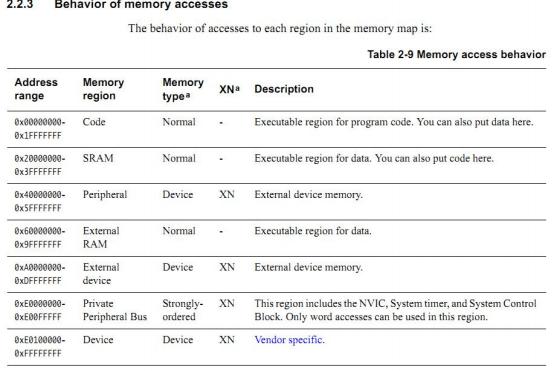 2.2.3 Behavior of memory accesses
The behavior of accesses to each region in the memory map is:
Table 2-9 Memory access behavior
Address range Memory region Memory typeᵃ XNᵃ Description
0x00000000-0x1FFFFFFF Code Normal - Executable region for program code. You can also put data here.
0x20000000-0x3FFFFFFF SRAM Normal - Executable region for data. You can also put code here.
0x40000000-0x5FFFFFFF Peripheral Device XN External device memory.
0x60000000-0x9FFFFFFF External RAM Normal - Executable region for data.
0xA0000000-0xDFFFFFFF External device Device XN External device memory.
0xE0000000-0xE00FFFFF Private Peripheral Bus Strongly-ordered XN This region includes the NVIC, System timer, and System Control Block. Only word accesses can be used in this region.
0xE0100000-0xFFFFFFFF Device Device XN Vendor specific.